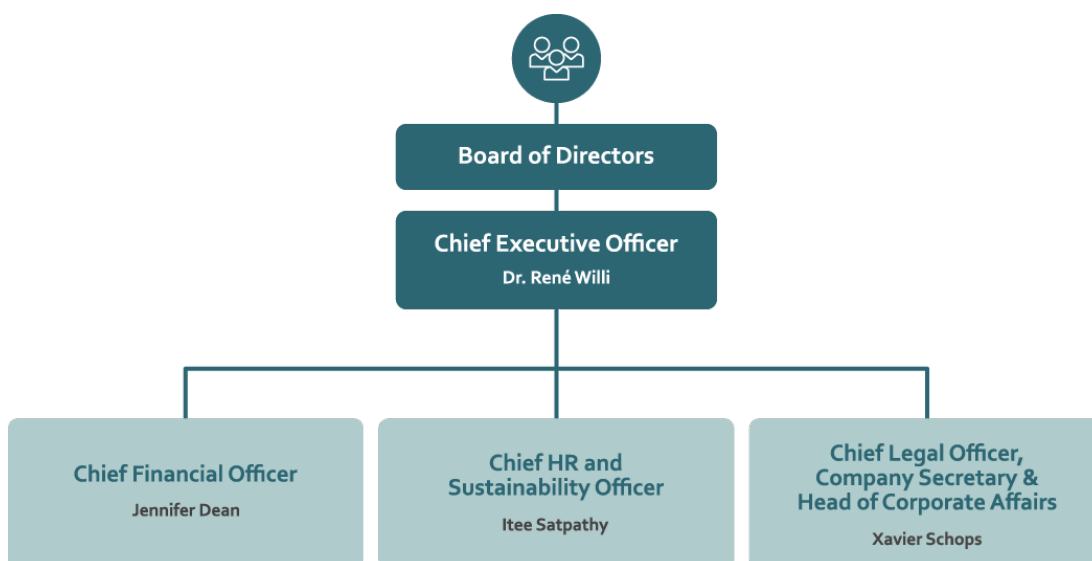 Board of Directors
Chief Executive Officer
Dr. René Willi
Chief Financial Officer
Jennifer Dean
Chief HR and
Sustainability Officer
Itee Satpathy
Chief Legal Officer,
Company Secretary &
Head of Corporate Affairs
Xavier Schops